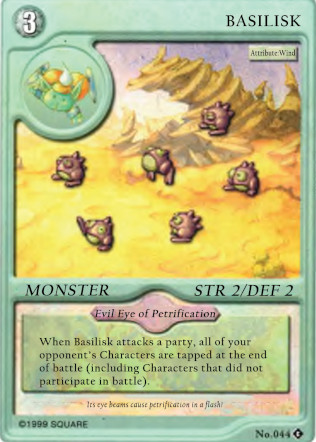 3
BASILISK
Attribute:Wind
MONSTER STR 2/DEF 2
Evil Eye of Petrification
When Basilisk attacks a party, all of your
opponent's Characters are tapped at the end
of battle (including Characters that did not
participate in battle).
Its eye beams cause petrification in a flash!
©1999 SQUARE
No.044